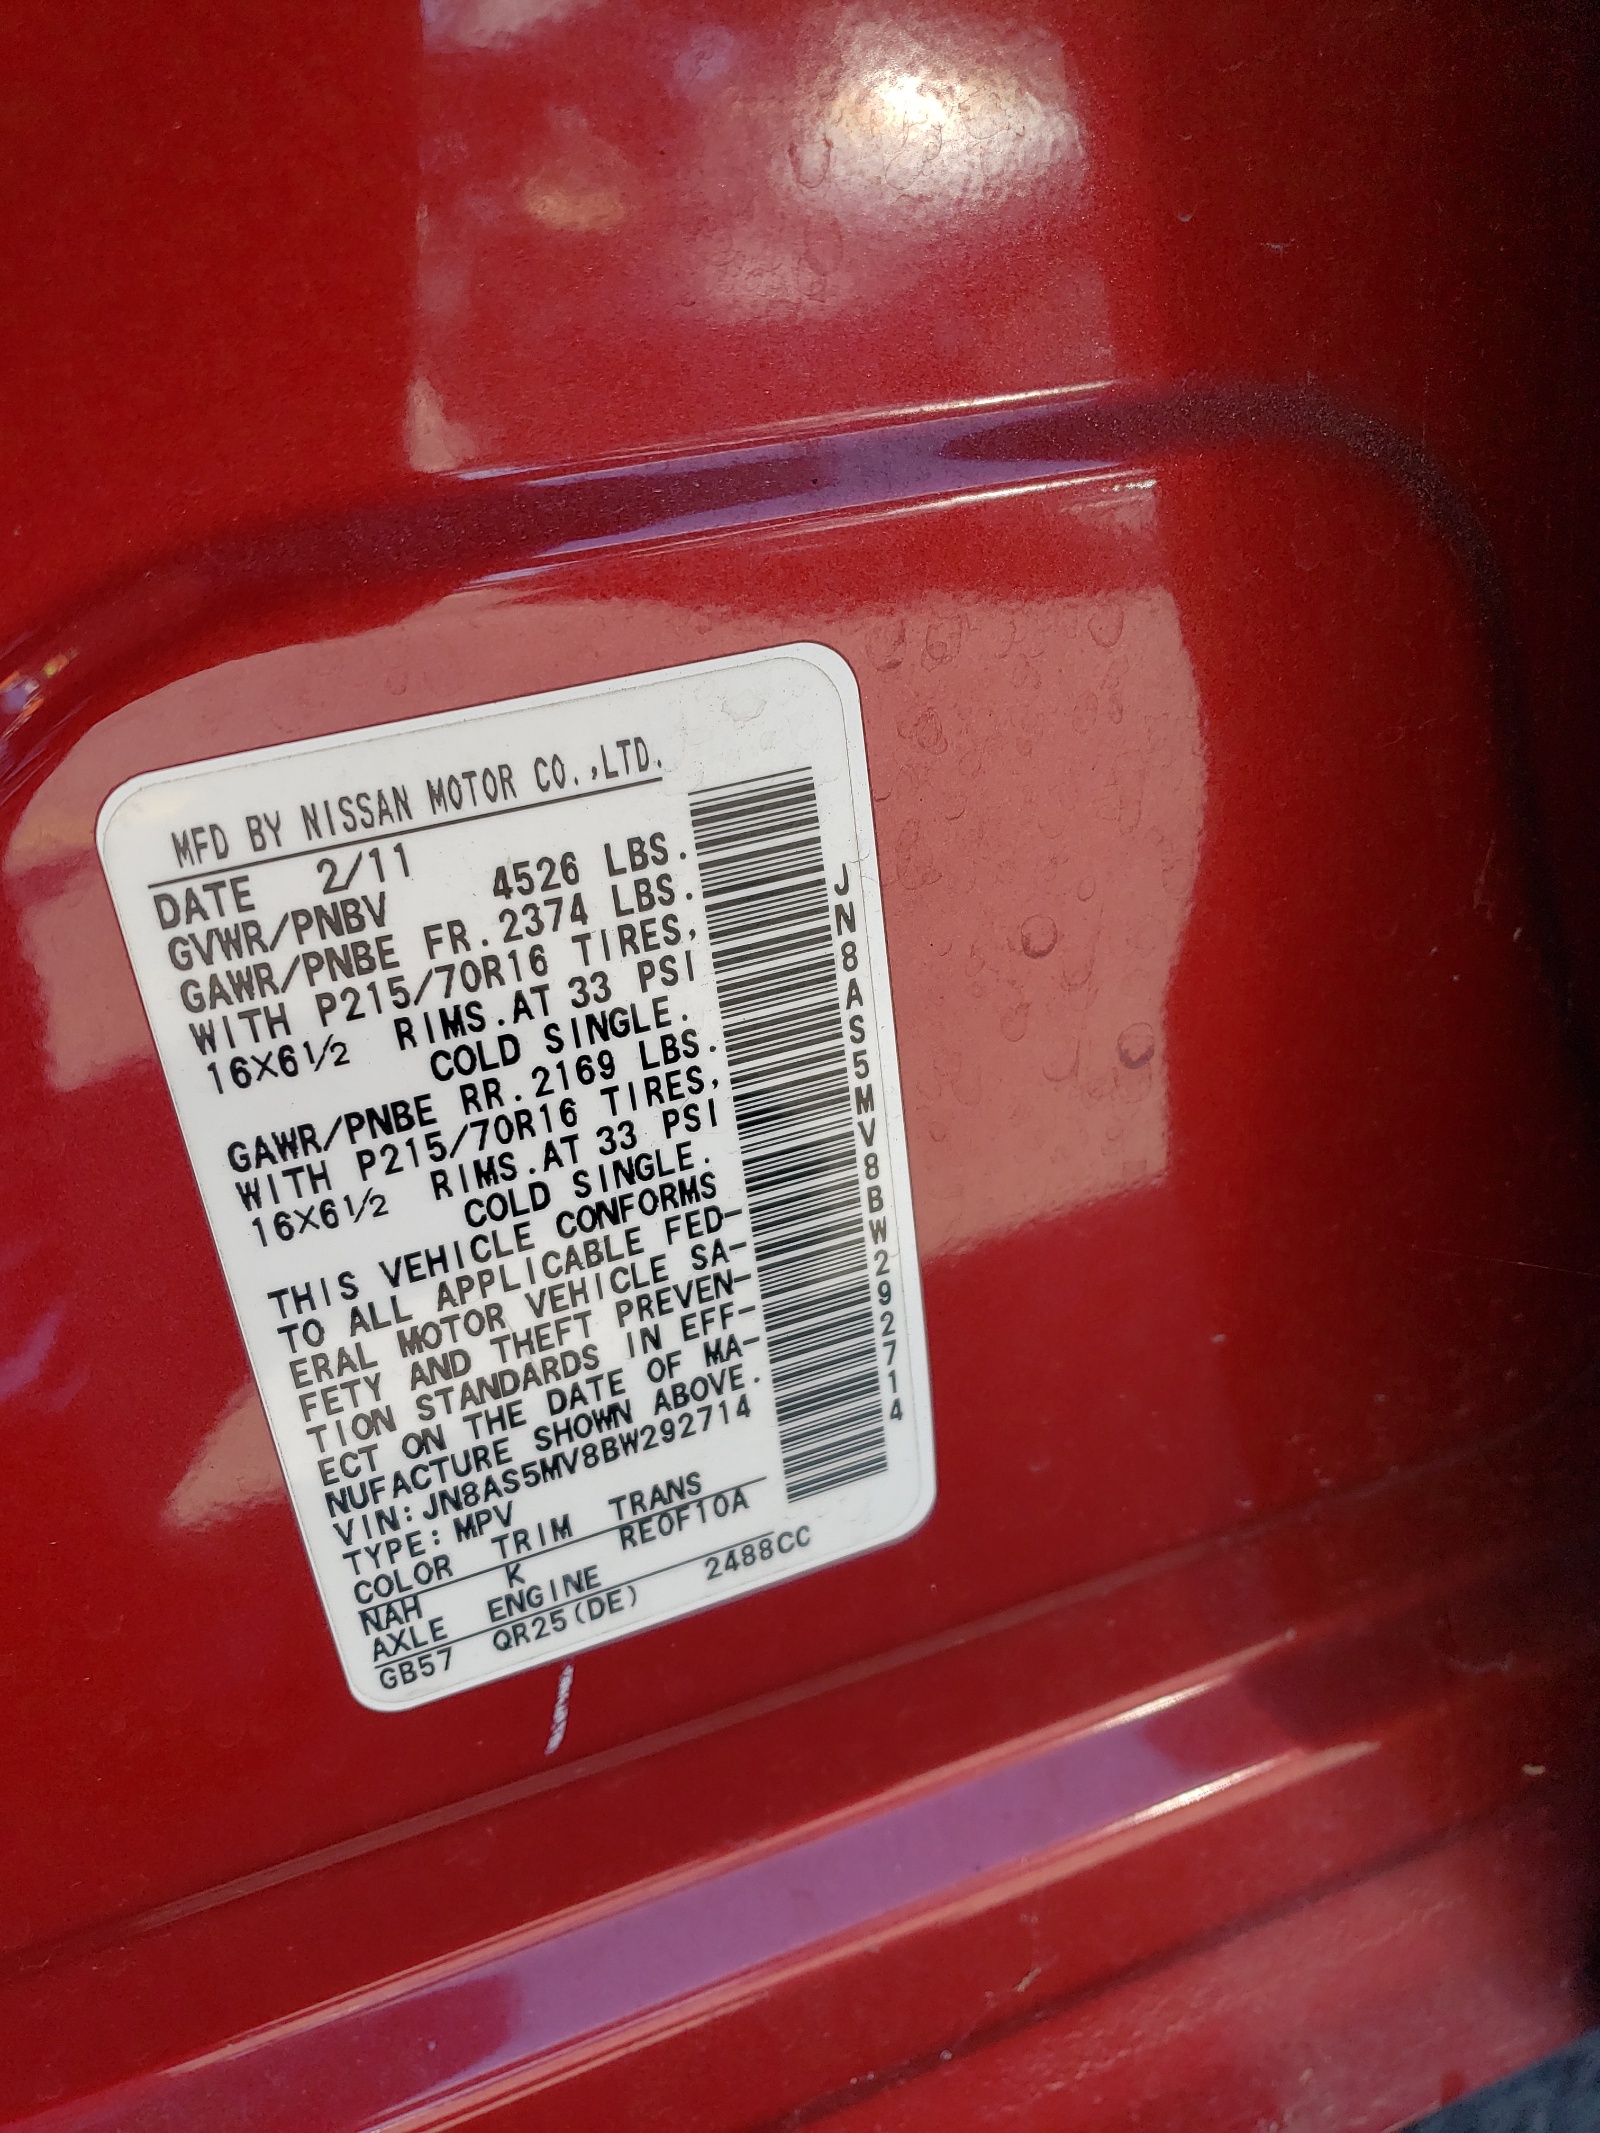 MFD BY NISSAN MOTOR CO.,LTD.
DATE 2/11
GVWR/PNBV 4526 LBS.
GAWR/PNBE FR.2374 LBS.
WITH P215/70R16 TIRES,
16X6½ RIMS.AT 33 PSI
COLD SINGLE.
GAWR/PNBE RR.2169 LBS.
WITH P215/70R16 TIRES,
16X6½ RIMS.AT 33 PSI
COLD SINGLE.
THIS VEHICLE CONFORMS
TO ALL APPLICABLE FED-
ERAL MOTOR VEHICLE SA-
FETY AND THEFT PREVEN-
TION STANDARDS IN EFF-
ECT ON THE DATE OF MA-
NUFACTURE SHOWN ABOVE.
VIN:JN8AS5MV8BW292714
TYPE:MPV
COLOR TRIM TRANS
NAH K RE0F10A
AXLE ENGINE
GB57 QR25(DE) 2488CC
JN8AS5MV8BW292714